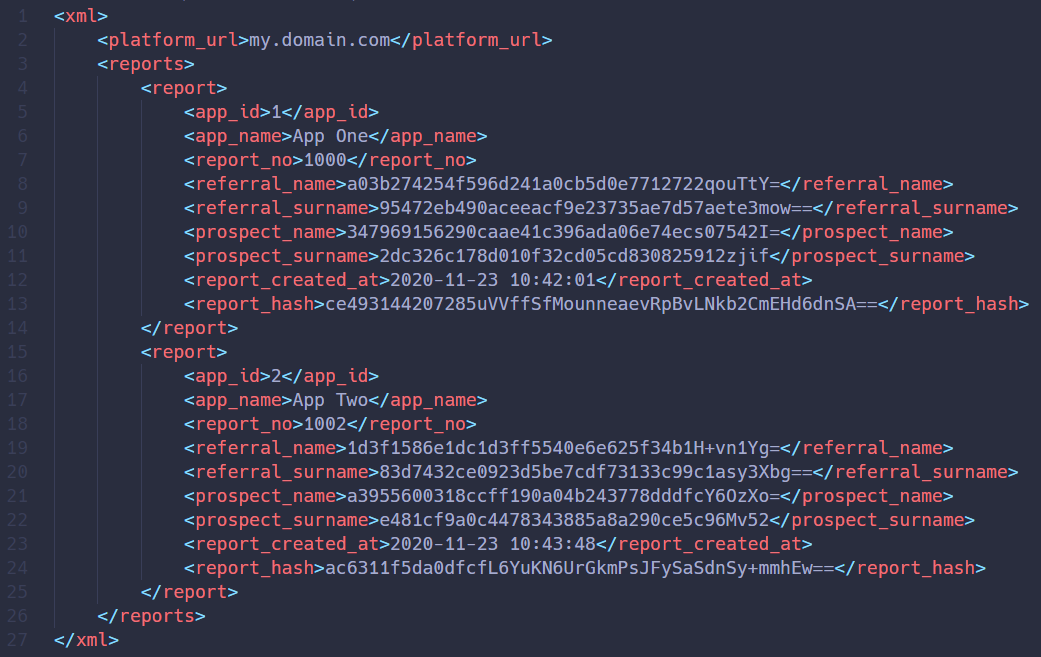 1 <xml>
2 <platform_url>my.domain.com</platform_url>
3 <reports>
4 <report>
5 <app_id>1</app_id>
6 <app_name>App One</app_name>
7 <report_no>1000</report_no>
8 <referral_name>a03b274254f596d241a0cb5d0e7712722qouTtY=</referral_name>
9 <referral_surname>95472eb490aceeacf9e23735ae7d57aete3mow==</referral_surname>
10 <prospect_name>347969156290caae41c396ada06e74ecs07542I=</prospect_name>
11 <prospect_surname>2dc326c178d010f32cd05cd830825912zjif</prospect_surname>
12 <report_created_at>2020-11-23 10:42:01</report_created_at>
13 <report_hash>ce493144207285uVVffSfMounneaevRpBvLNkb2CmEHd6dnSA==</report_hash>
14 </report>
15 <report>
16 <app_id>2</app_id>
17 <app_name>App Two</app_name>
18 <report_no>1002</report_no>
19 <referral_name>1d3f1586e1dc1d3ff5540e6e625f34b1H+vn1Yg=</referral_name>
20 <referral_surname>83d7432ce0923d5be7cdf73133c99c1asy3Xbg==</referral_surname>
21 <prospect_name>a3955600318ccff190a04b243778dddfcY6OzXo=</prospect_name>
22 <prospect_surname>e481cf9a0c4478343885a8a290ce5c96Mv52</prospect_surname>
23 <report_created_at>2020-11-23 10:43:48</report_created_at>
24 <report_hash>ac6311f5da0dfcfL6YuKN6UrGkmPsJFySaSdnSy+mmhEw==</report_hash>
25 </report>
26 </reports>
27 </xml>